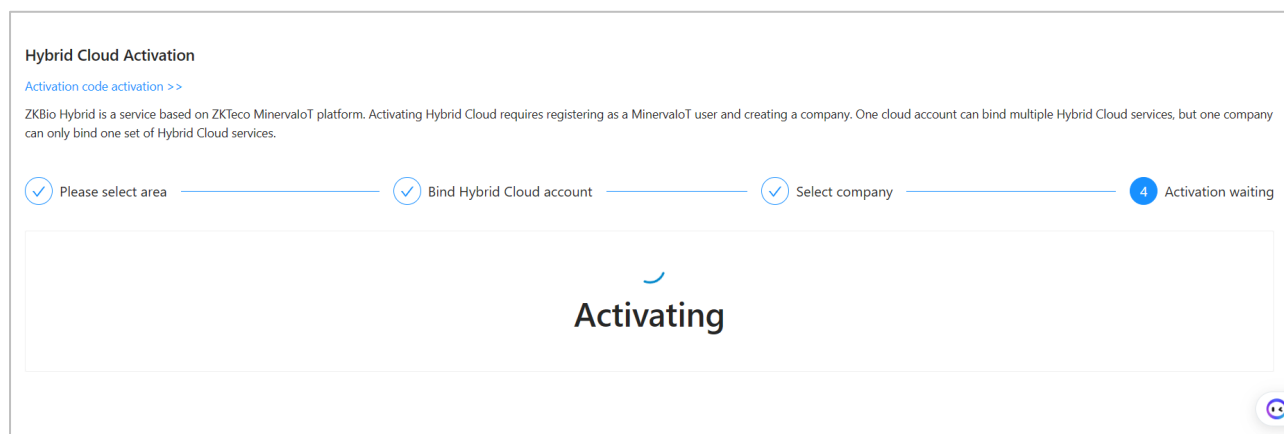 Hybrid Cloud Activation
Activation code activation >>
ZKBio Hybrid is a service based on ZKTeco MinervaIoT platform. Activating Hybrid Cloud requires registering as a MinervaIoT user and creating a company. One cloud account can bind multiple Hybrid Cloud services, but one company
can only bind one set of Hybrid Cloud services.
Please select area
Bind Hybrid Cloud account
Select company
4 Activation waiting
Activating